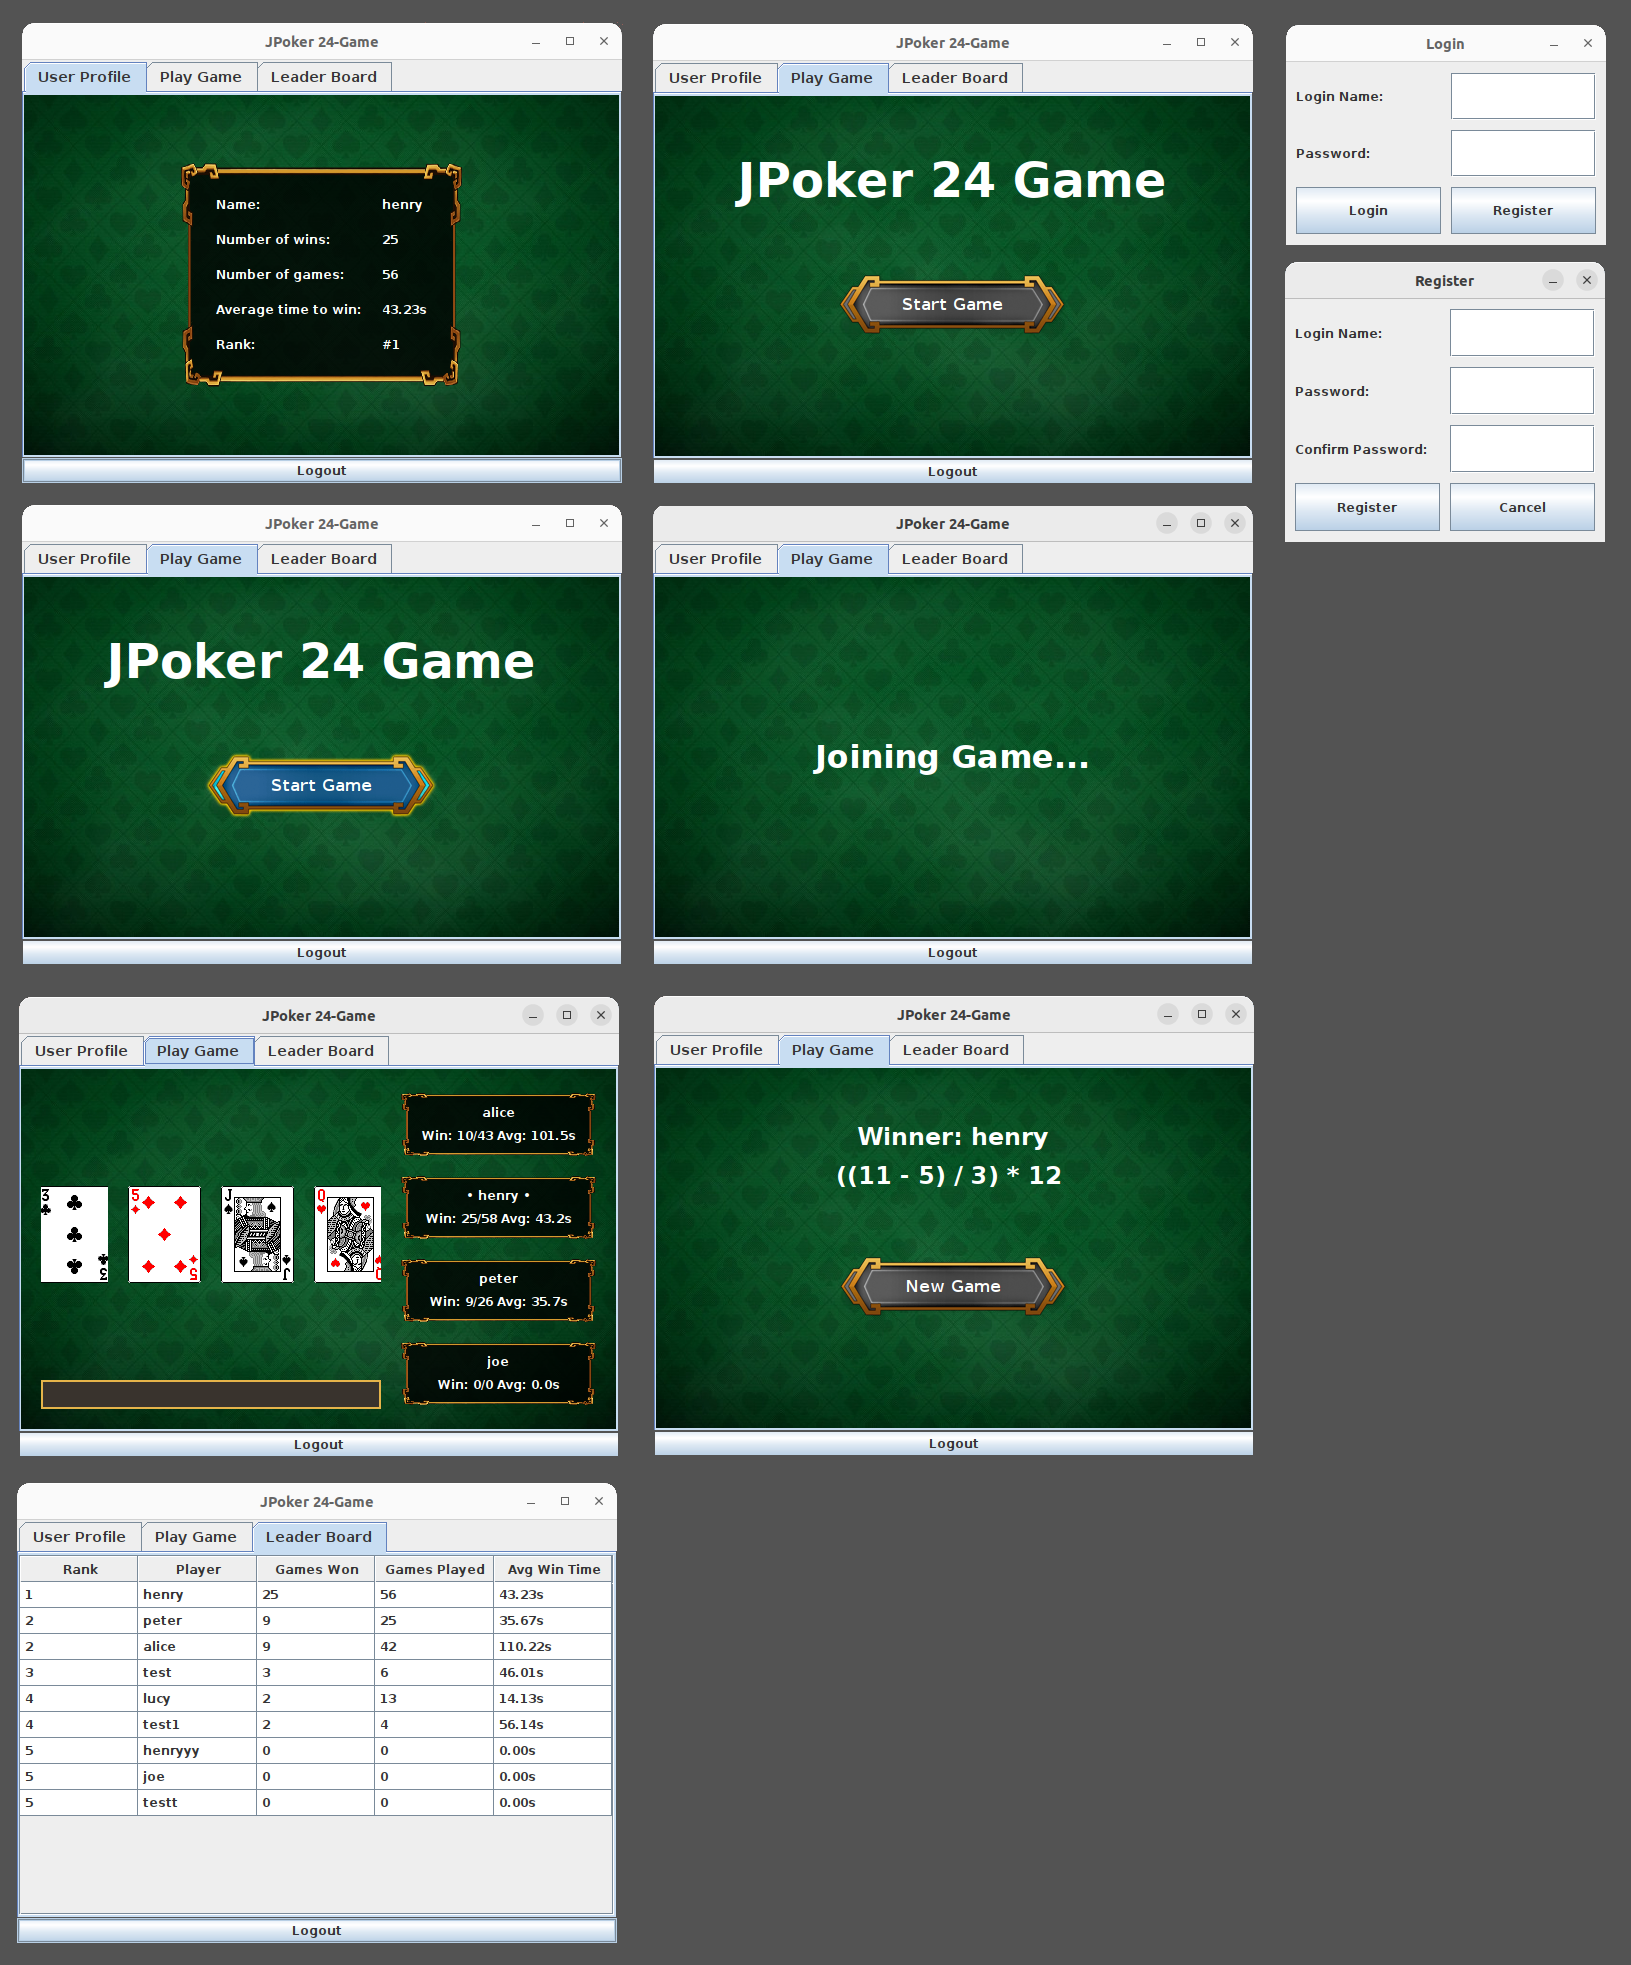 JPoker 24-Game
User Profile Play Game Leader Board
Name: henry
Number of wins: 25
Number of games: 56
Average time to win: 43.23s
Rank: #1
Logout
JPoker 24-Game
User Profile Play Game Leader Board
JPoker 24 Game
Start Game
Logout
Login
Login Name:
Password:
Login Register
Register
Login Name:
Password:
Confirm Password:
Register Cancel
JPoker 24-Game
User Profile Play Game Leader Board
JPoker 24 Game
Start Game
Logout
JPoker 24-Game
User Profile Play Game Leader Board
Joining Game...
Logout
JPoker 24-Game
User Profile Play Game Leader Board
3 3
5 5
J J
Q Q
alice
Win: 10/43 Avg: 101.5s
• henry •
Win: 25/58 Avg: 43.2s
peter
Win: 9/26 Avg: 35.7s
joe
Win: 0/0 Avg: 0.0s
Logout
JPoker 24-Game
User Profile Play Game Leader Board
Winner: henry
((11 - 5) / 3) * 12
New Game
Logout
JPoker 24-Game
User Profile Play Game Leader Board
Rank Player Games Won Games Played Avg Win Time
1 henry 25 56 43.23s
2 peter 9 25 35.67s
2 alice 9 42 110.22s
3 test 3 6 46.01s
4 lucy 2 13 14.13s
4 test1 2 4 56.14s
5 henryyy 0 0 0.00s
5 joe 0 0 0.00s
5 testt 0 0 0.00s
Logout